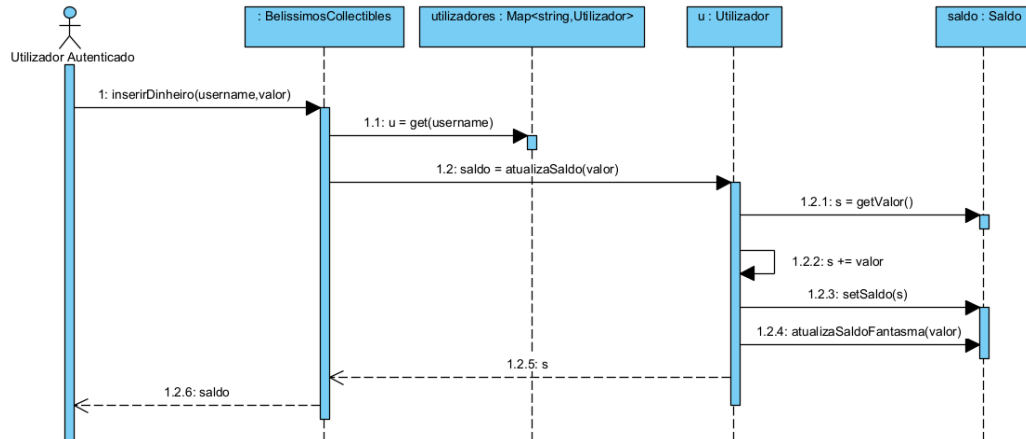 : BelissimosCollectibles
utilizadores : Map<string,Utilizador>
u : Utilizador
saldo : Saldo
Utilizador Autenticado
1: inserirDinheiro(username,valor)
1.1: u = get(username)
1.2: saldo = atualizaSaldo(valor)
1.2.1: s = getValor()
1.2.2: s += valor
1.2.3: setSaldo(s)
1.2.4: atualizaSaldoFantasma(valor)
1.2.5: s
1.2.6: saldo